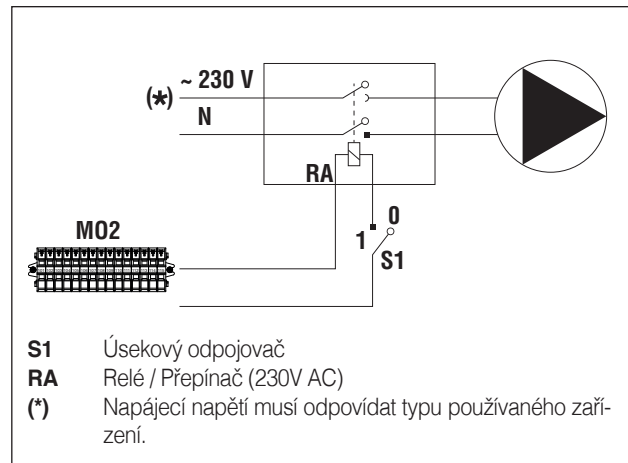 ~ 230 V
(*)
N
RA
MO2
0
1
S1
S1 Úsekový odpojovač
RA Relé / Přepínač (230V AC)
(*) Napájecí napětí musí odpovídat typu používaného zaří-
zení.